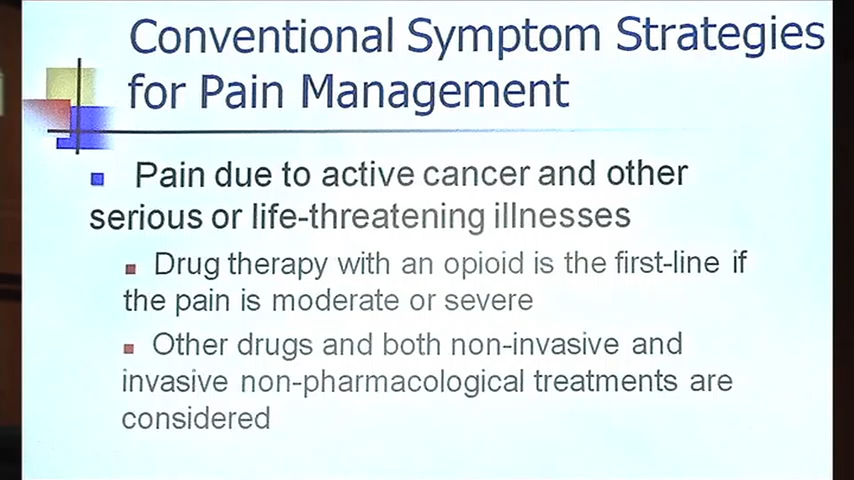 Conventional Symptom Strategies
for Pain Management
Pain due to active cancer and other
serious or life-threatening illnesses
Drug therapy with an opioid is the first-line if
the pain is moderate or severe
Other drugs and both non-invasive and
invasive non-pharmacological treatments are
considered